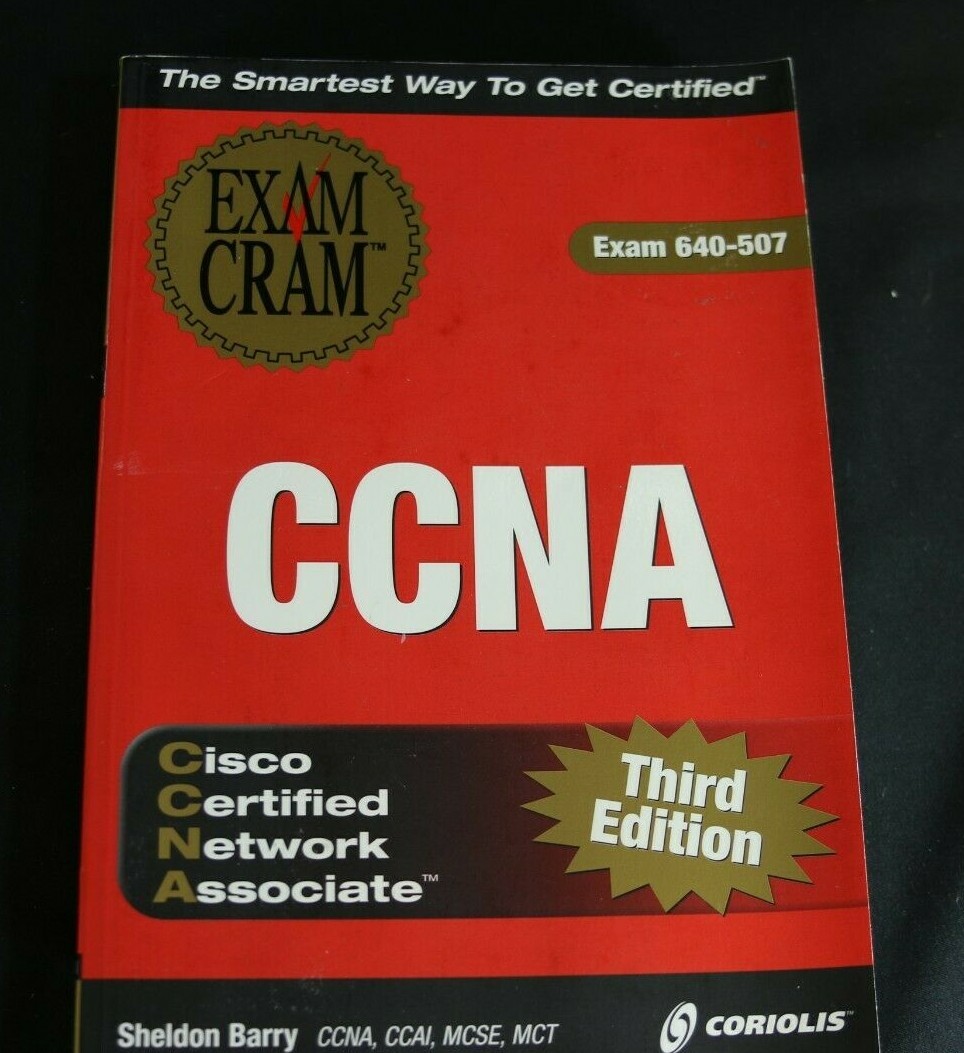 The Smartest Way To Get Certified™
EXAM
CRAM™
Exam 640-507
CCNA
Cisco
Certified
Network
Associate™
Third
Edition
Sheldon Barry CCNA, CCAI, MCSE, MCT
CORIOLIS™